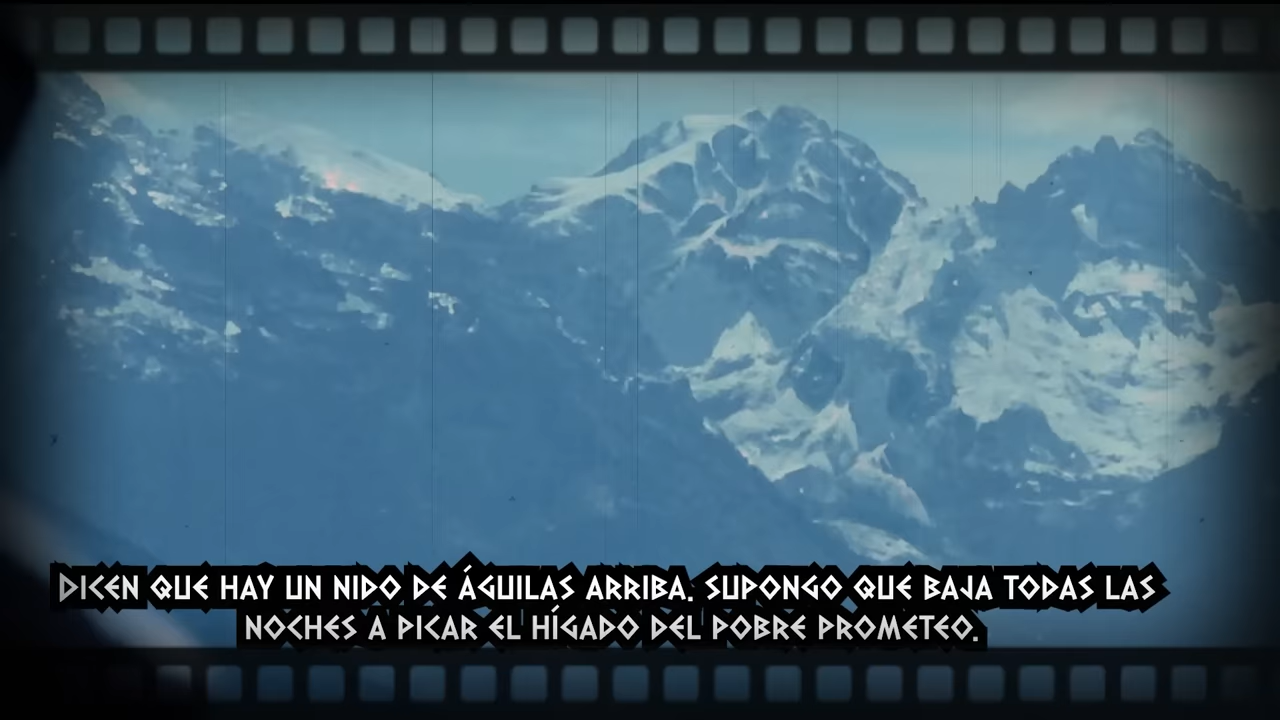 DICEN QUE HAY UN NIDO DE ÁGUILAS ARRIBA. SUPONGO QUE BAJA TODAS LAS
NOCHES A PICAR EL HÍGADO DEL POBRE PROMETEO.